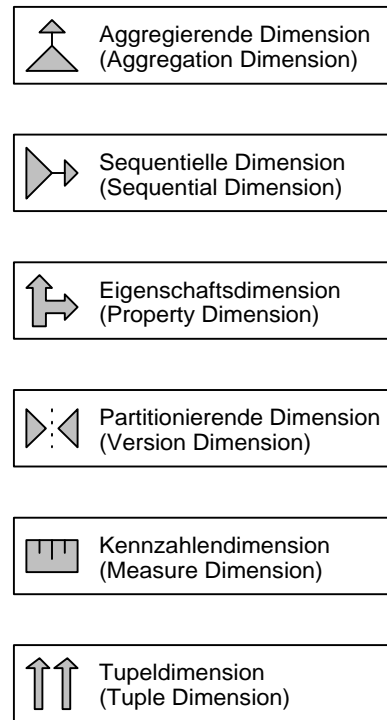 Aggregierende Dimension
(Aggregation Dimension)
Sequentielle Dimension
(Sequential Dimension)
Eigenschaftsdimension
(Property Dimension)
Partitionierende Dimension
(Version Dimension)
Kennzahlendimension
(Measure Dimension)
Tupeldimension
(Tuple Dimension)